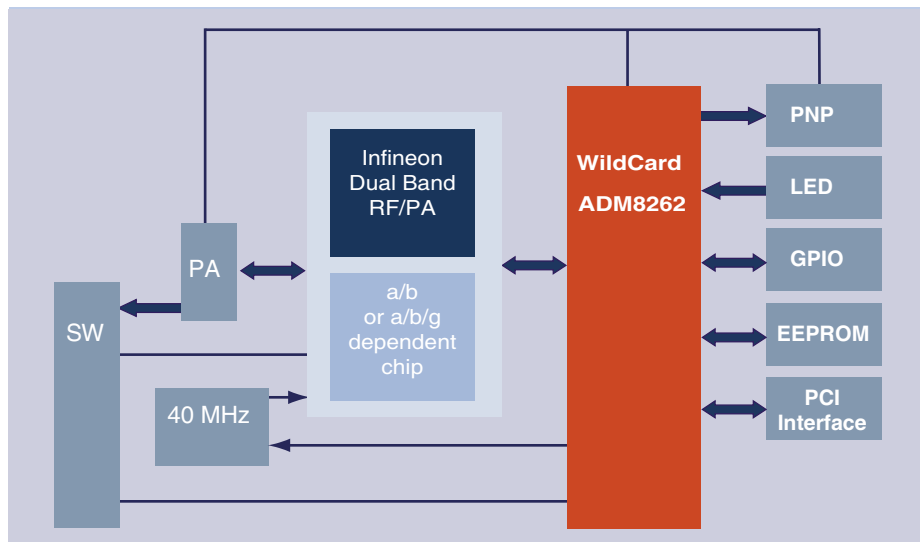 SW
PA
40 MHz
Infineon
Dual Band
RF/PA
a/b
or a/b/g
dependent
chip
WildCard
ADM8262
PNP
LED
GPIO
EEPROM
PCI
Interface